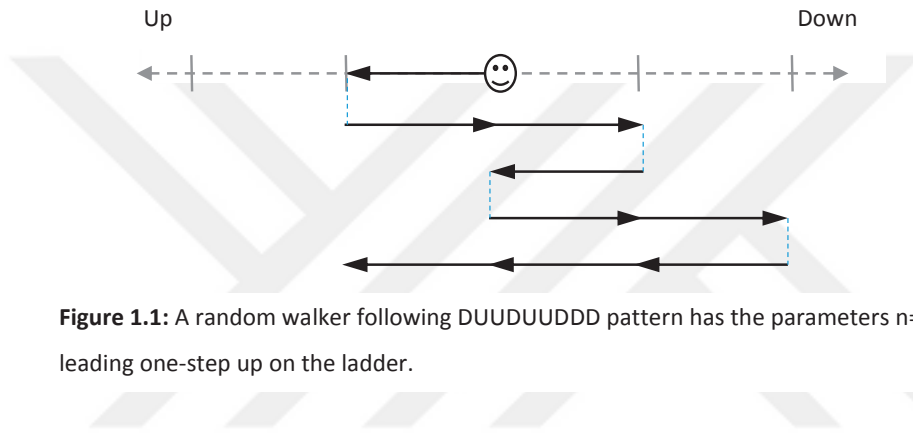 Up Down
Figure 1.1: A random walker following DUUDUUDDD pattern has the parameters n=
leading one-step up on the ladder.